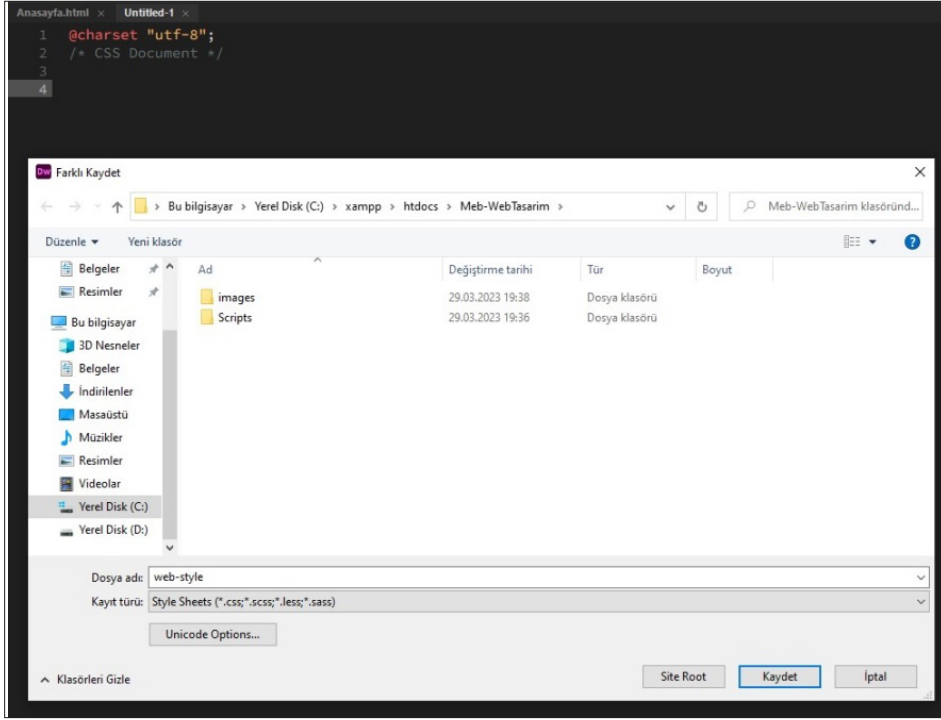 Anasayfa.html × Untitled-1 ×
1 @charset "utf-8";
2 /* CSS Document */
3
4
Dw Farklı Kaydet
Bu bilgisayar > Yerel Disk (C:) > xampp > htdocs > Meb-WebTasarim >
Meb-WebTasarim klasöründ...
Düzenle Yeni klasör
Ad Değiştirme tarihi Tür Boyut
images 29.03.2023 19:38 Dosya klasörü
Scripts 29.03.2023 19:36 Dosya klasörü
Belgeler
Resimler
Bu bilgisayar
3D Nesneler
Belgeler
İndirilenler
Masaüstü
Müzikler
Resimler
Videolar
Yerel Disk (C:)
Yerel Disk (D:)
Dosya adı: web-style
Kayıt türü: Style Sheets (*.css;*.scss;*.less;*.sass)
Unicode Options...
Klasörleri Gizle
Site Root Kaydet İptal